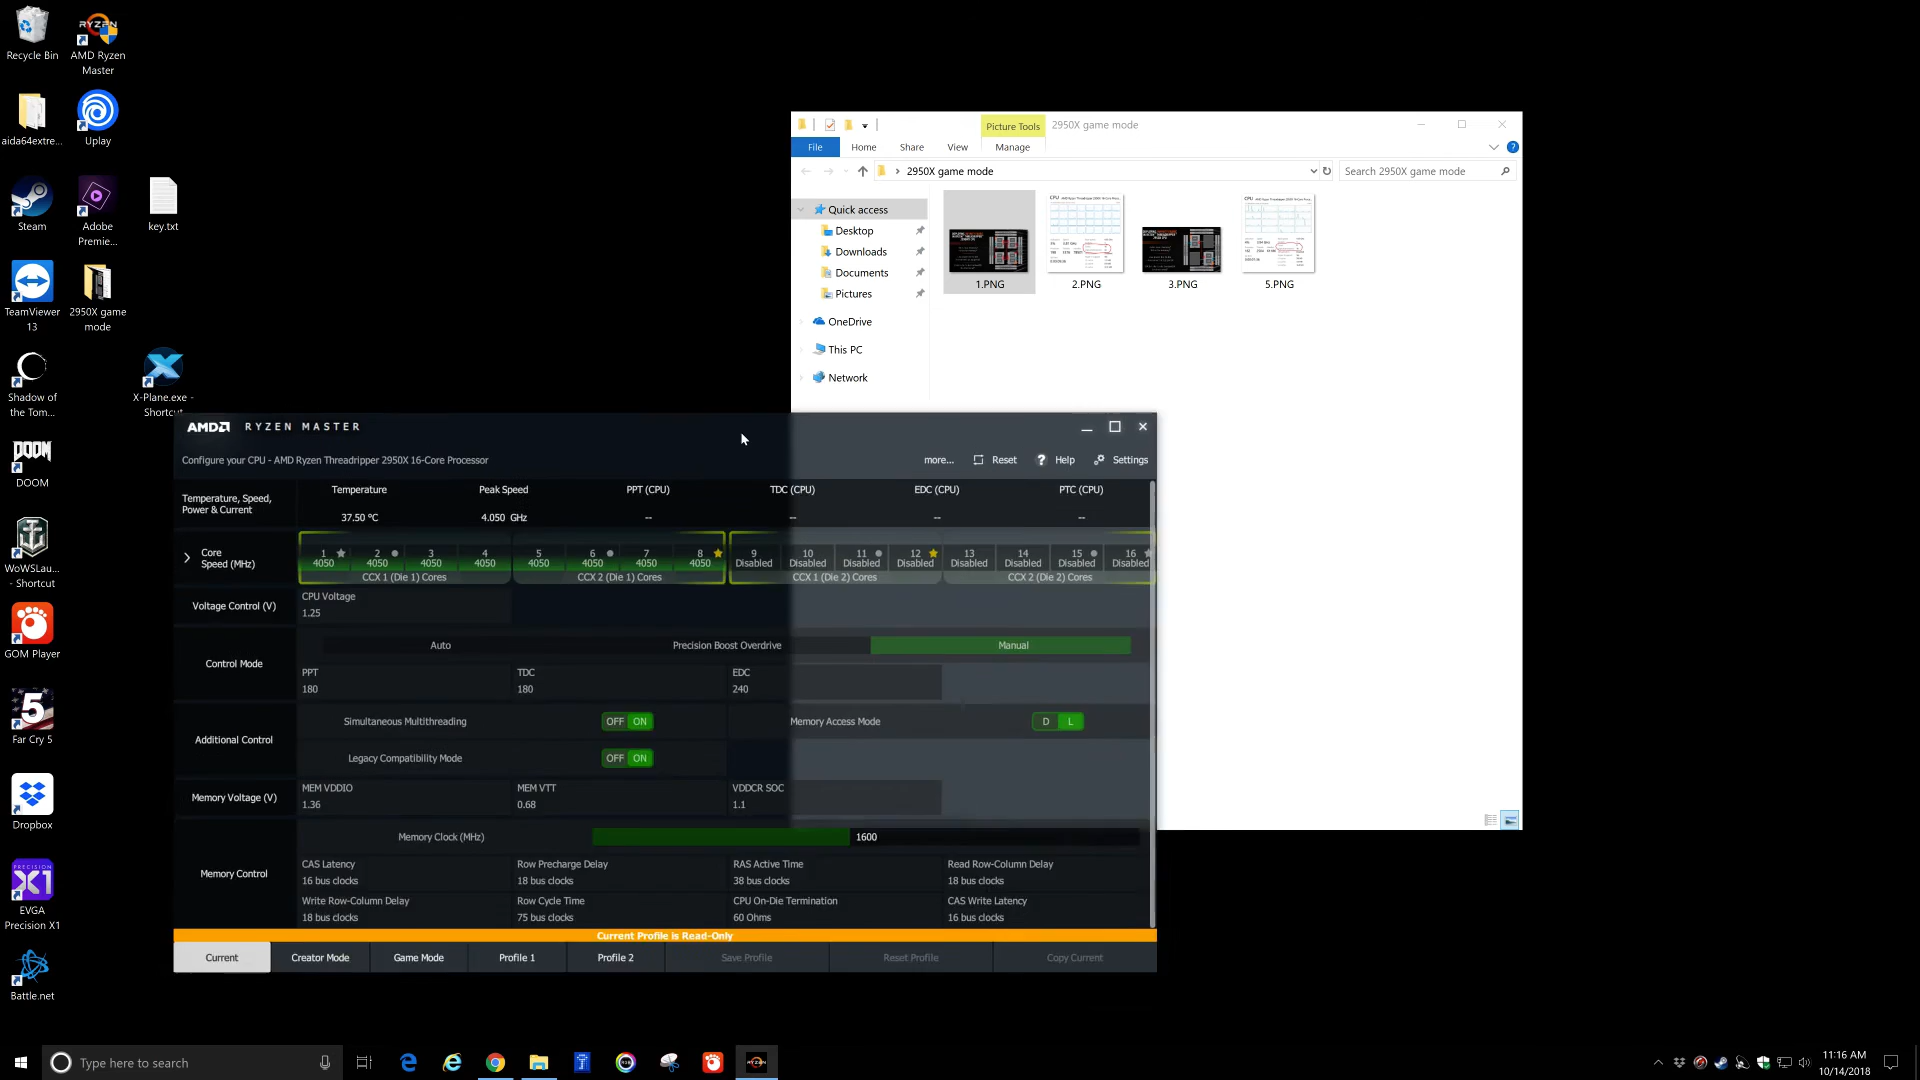 Recycle Bin
AMD Ryzen
Master
aida64extre...
Uplay
Steam
Adobe
Premie...
key.txt
TeamViewer
13
2950X game
mode
Shadow of
the Tom...
X-Plane.exe -
Shortcut
DOOM
DOOM
WoWSLau...
- Shortcut
GOM Player
5
Far Cry 5
Dropbox
PRECISION
X1
EVGA
Precision X1
Battle.net
Picture Tools
2950X game mode
File
Home
Share
View
Manage
2950X game mode
Search 2950X game mode
Quick access
Desktop
Downloads
Documents
Pictures
OneDrive
This PC
Network
1.PNG
2.PNG
3.PNG
5.PNG
AMD RYZEN MASTER
Configure your CPU - AMD Ryzen Threadripper 2950X 16-Core Processor
more...
Reset
? Help
Settings
Temperature, Speed,
Power & Current
Temperature
37.50 °C
Peak Speed
4.050 GHz
PPT (CPU)
--
TDC (CPU)
--
EDC (CPU)
--
PTC (CPU)
--
Core
Speed (MHz)
1 2 3 4 5 6 7 8 9 10 11 12 13 14 15 16
4050 4050 4050 4050 4050 4050 4050 4050 Disabled Disabled Disabled Disabled Disabled Disabled Disabled Disabled
CCX 1 (Die 1) Cores
CCX 2 (Die 1) Cores
CCX 1 (Die 2) Cores
CCX 2 (Die 2) Cores
Voltage Control (V)
CPU Voltage
1.25
Control Mode
Auto
Precision Boost Overdrive
Manual
PPT
180
TDC
180
EDC
240
Additional Control
Simultaneous Multithreading
OFF ON
Memory Access Mode
D L
Legacy Compatibility Mode
OFF ON
Memory Voltage (V)
MEM VDDIO
1.36
MEM VTT
0.68
VDDCR SOC
1.1
Memory Control
Memory Clock (MHz)
1600
CAS Latency
16 bus clocks
Row Precharge Delay
18 bus clocks
RAS Active Time
38 bus clocks
Read Row-Column Delay
18 bus clocks
Write Row-Column Delay
18 bus clocks
Row Cycle Time
75 bus clocks
CPU On-Die Termination
60 Ohms
CAS Write Latency
16 bus clocks
Current Profile is Read-Only
Current
Creator Mode
Game Mode
Profile 1
Profile 2
Save Profile
Reset Profile
Copy Current
Type here to search
11:16 AM
10/14/2018